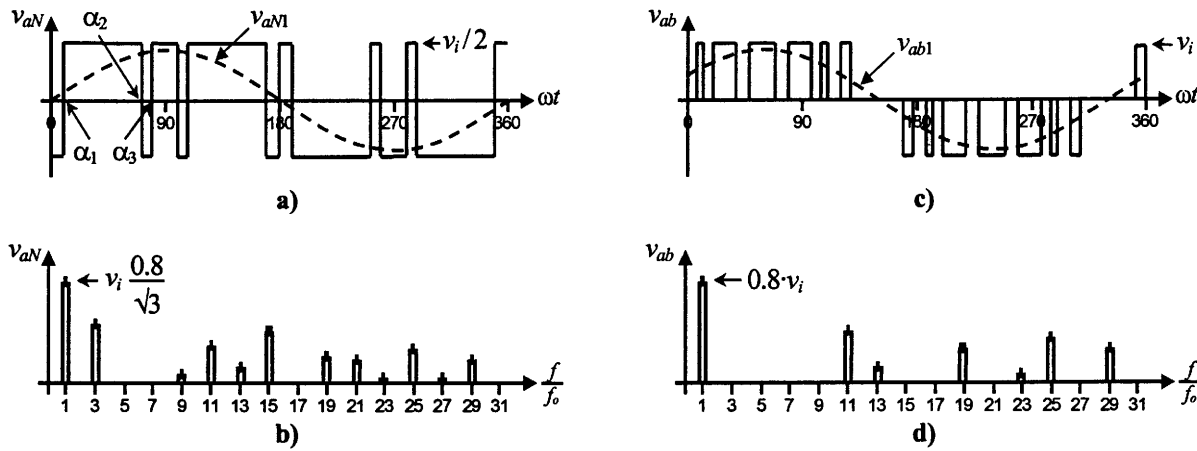 v_aN
α₂
v_aN1
v_i/2
ωt
0
90
180
270
360
α₁
α₃
a)
v_ab
v_ab1
v_i
ωt
0
90
180
270
360
c)
v_aN
v_i 0.8/√3
1 3 5 7 9 11 13 15 17 19 21 23 25 27 29 31
f/f_o
b)
v_ab
0.8·v_i
1 3 5 7 9 11 13 15 17 19 21 23 25 27 29 31
f/f_o
d)